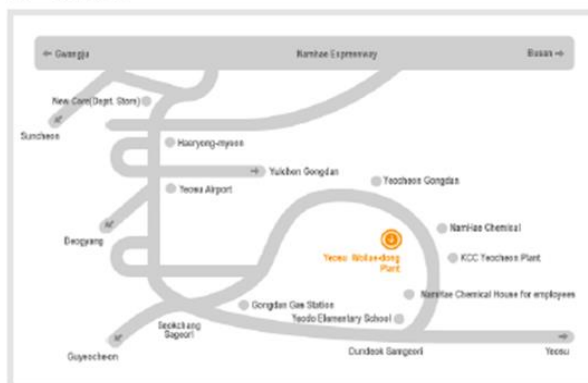 ← Gwangju
Namhae Expressway
Busan →
New Core(Dept. Store)
Suncheon
Haeryong-myeon
Yulchon Gongdan
Yeosu Airport
Yeocheon Gongdan
Deogyang
NamHae Chemical
Yeosu Wollae-dong
Plant
KCC Yeocheon Plant
NamHae Chemical House for employees
Gongdan Gas Station
Yeodo Elementary School
Seokchang
Sageori
Guyeocheon
Dundeok Samgeori
Yeosu